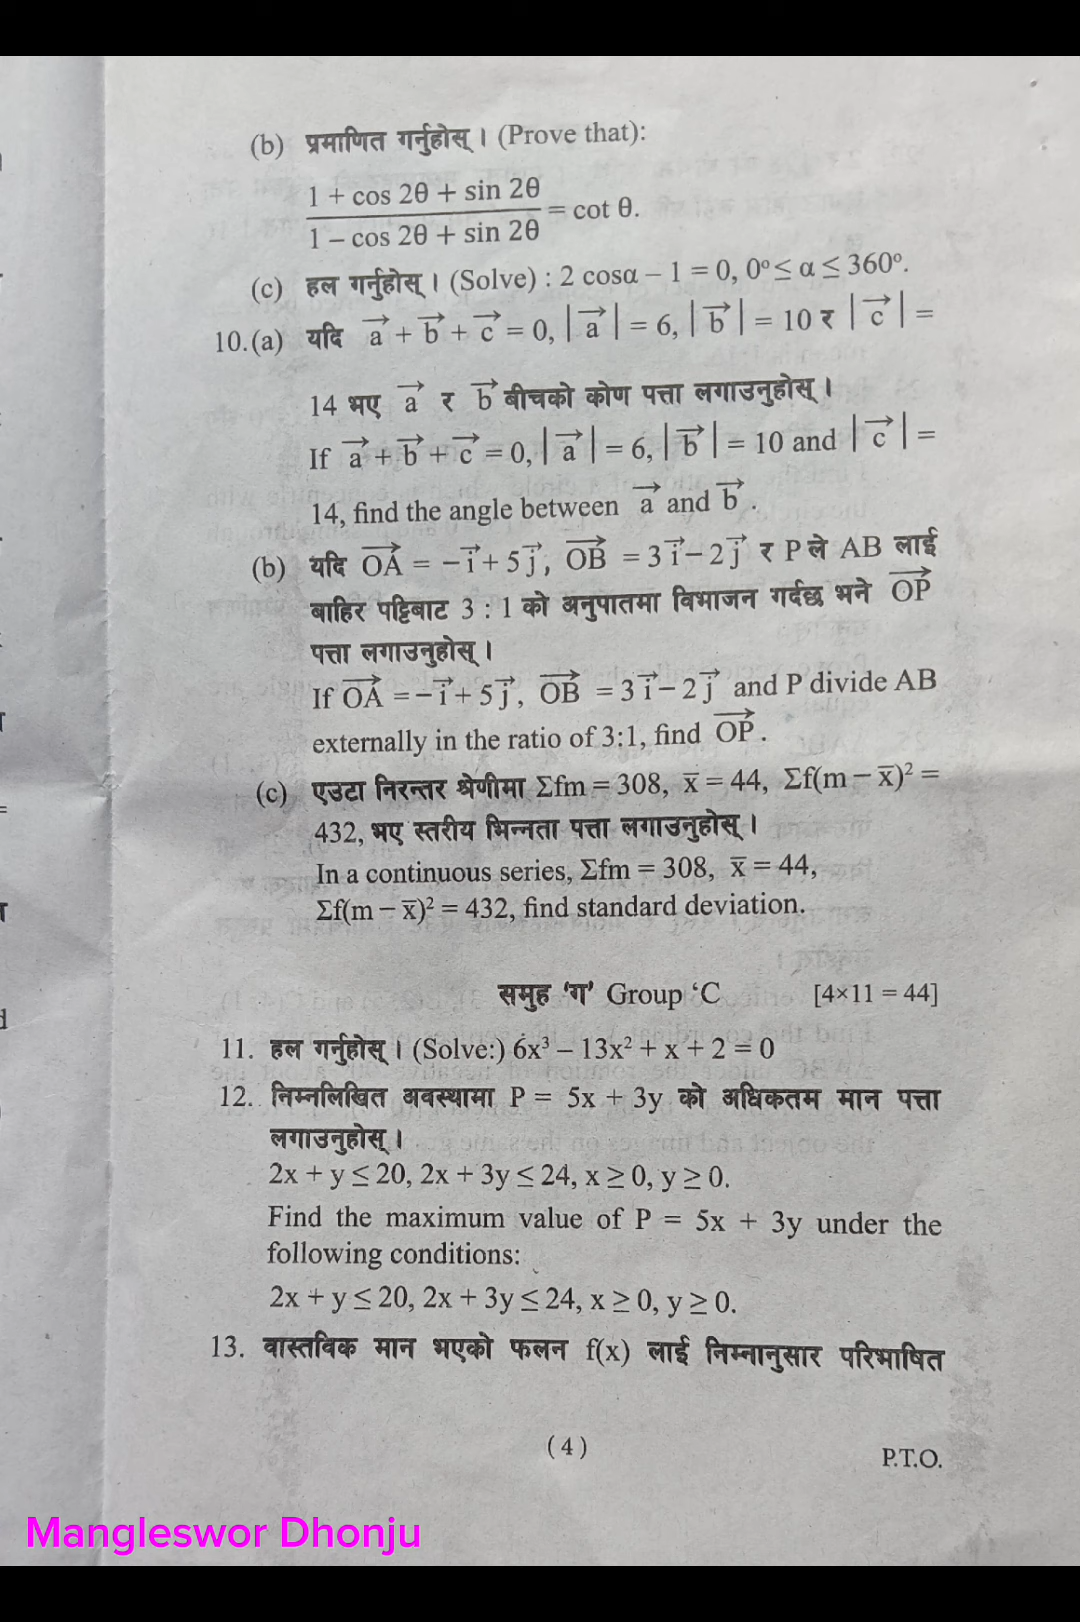 (b) प्रमाणित गर्नुहोस् । (Prove that):
1 + cos 2θ + sin 2θ
1 – cos 2θ + sin 2θ = cot θ.
(c) हल गर्नुहोस् । (Solve) : 2 cosα – 1 = 0, 0º ≤ α ≤ 360º.
10.(a) यदि a⃗ + b⃗ + c⃗ = 0, |a⃗| = 6, |b⃗| = 10 र |c⃗| =
14 भए a⃗ र b⃗ बीचको कोण पत्ता लगाउनुहोस् ।
If a⃗ + b⃗ + c⃗ = 0, |a⃗| = 6, |b⃗| = 10 and |c⃗| =
14, find the angle between a⃗ and b⃗ .
(b) यदि OA⃗ = – i⃗ + 5 j⃗, OB⃗ = 3 i⃗ – 2 j⃗ र P ले AB लाई
बाहिर पट्टिबाट 3 : 1 को अनुपातमा विभाजन गर्दछ भने OP⃗
पत्ता लगाउनुहोस् ।
If OA⃗ = – i⃗ + 5 j⃗, OB⃗ = 3 i⃗ – 2 j⃗ and P divide AB
externally in the ratio of 3:1, find OP⃗ .
(c) एउटा निरन्तर श्रेणीमा Σfm = 308, x̅ = 44, Σf(m – x̅)² =
432, भए स्तरीय भिन्नता पत्ता लगाउनुहोस् ।
In a continuous series, Σfm = 308, x̅ = 44,
Σf(m – x̅)² = 432, find standard deviation.
समुह ‘ग’ Group ‘C [4×11 = 44]
11. हल गर्नुहोस् । (Solve:) 6x³ – 13x² + x + 2 = 0
12. निम्नलिखित अवस्थामा P = 5x + 3y को अधिकतम मान पत्ता
लगाउनुहोस् ।
2x + y ≤ 20, 2x + 3y ≤ 24, x ≥ 0, y ≥ 0.
Find the maximum value of P = 5x + 3y under the
following conditions:
2x + y ≤ 20, 2x + 3y ≤ 24, x ≥ 0, y ≥ 0.
13. वास्तविक मान भएको फलन f(x) लाई निम्नानुसार परिभाषित
( 4 )
P.T.O.
Mangleswor Dhonju